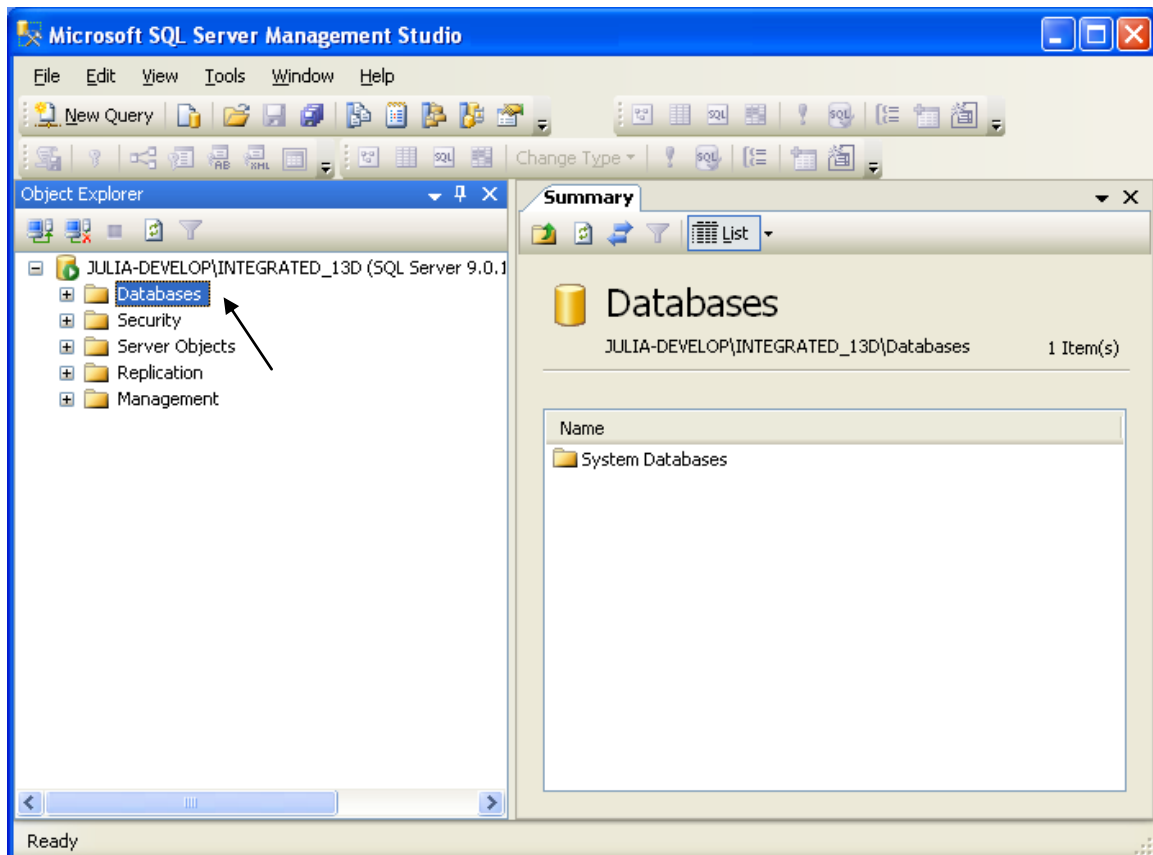 Microsoft SQL Server Management Studio
File Edit View Tools Window Help
New Query
Change Type
Object Explorer
JULIA-DEVELOP\INTEGRATED_13D (SQL Server 9.0.1
Databases
Security
Server Objects
Replication
Management
Summary
List
Databases
JULIA-DEVELOP\INTEGRATED_13D\Databases 1 Item(s)
Name
System Databases
Ready